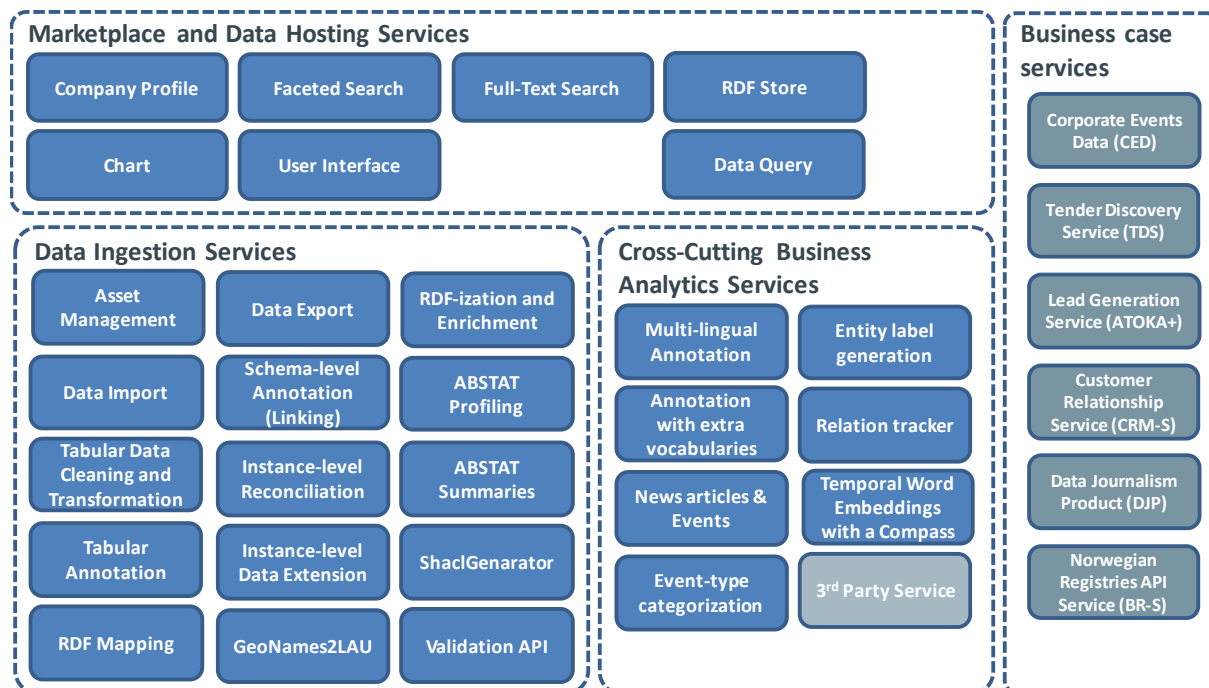 Marketplace and Data Hosting Services
Company Profile
Faceted Search
Full-Text Search
RDF Store
Chart
User Interface
Data Query
Data Ingestion Services
Asset
Management
Data Export
RDF-ization and
Enrichment
Data Import
Schema-level
Annotation
(Linking)
ABSTAT
Profiling
Tabular Data
Cleaning and
Transformation
Instance-level
Reconciliation
ABSTAT
Summaries
Tabular
Annotation
Instance-level
Data Extension
ShaclGenarator
RDF Mapping
GeoNames2LAU
Validation API
Cross-Cutting Business
Analytics Services
Multi-lingual
Annotation
Entity label
generation
Annotation
with extra
vocabularies
Relation tracker
News articles &
Events
Temporal Word
Embeddings
with a Compass
Event-type
categorization
3rd Party Service
Business case
services
Corporate Events
Data (CED)
Tender Discovery
Service (TDS)
Lead Generation
Service (ATOKA+)
Customer
Relationship
Service (CRM-S)
Data Journalism
Product (DJP)
Norwegian
Registries API
Service (BR-S)